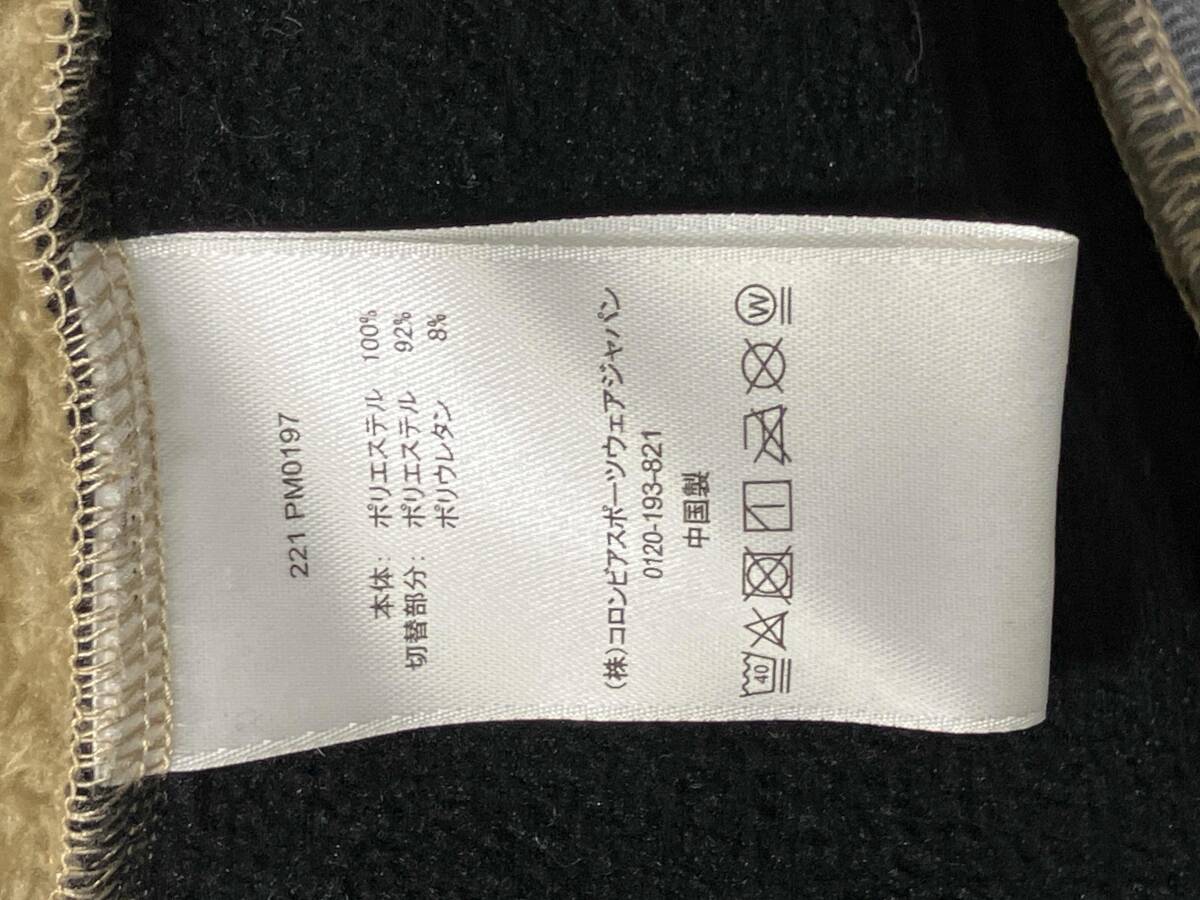 221 PM0197
本体: ポリエステル 100%
切替部分: ポリエステル 92%
ポリウレタン 8%
(株)コロンビアスポーツウェアジャパン
0120-193-821
中国製
40 W